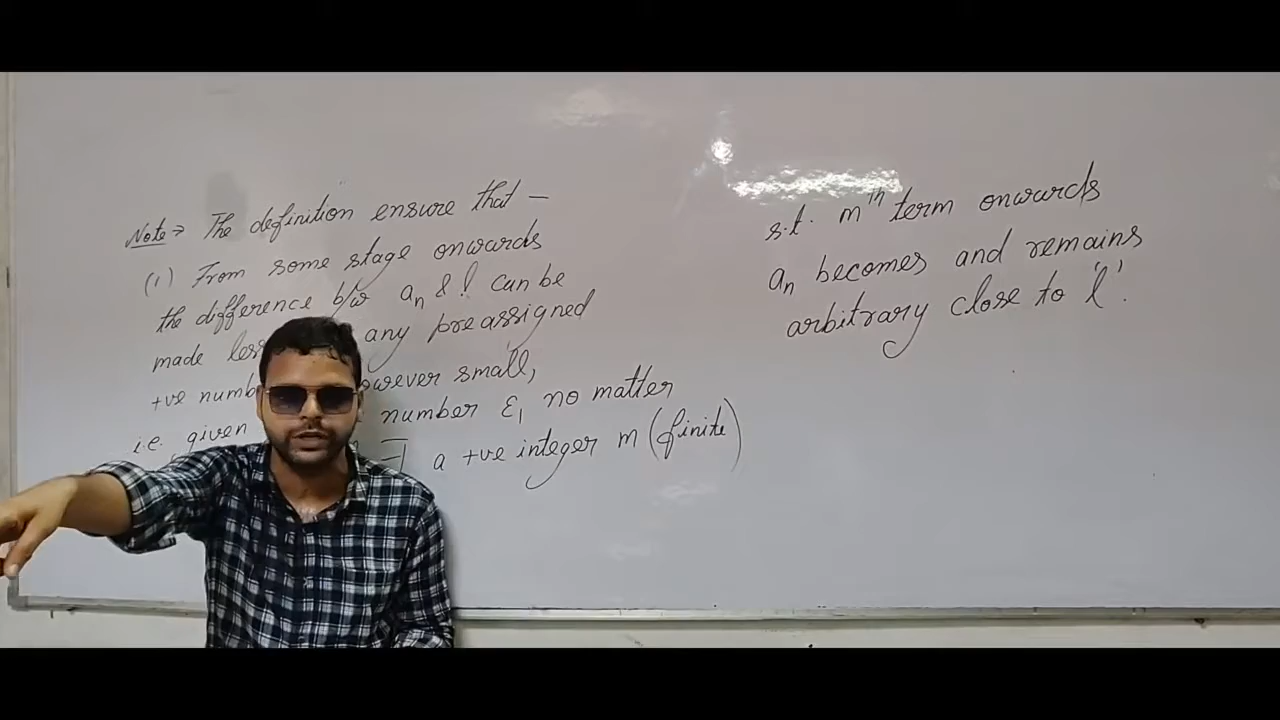 Note ⇒ The definition ensure that –
(1) From some stage onwards
the difference b/w aₙ & l can be
made less any preassigned
+ve numb owever small,
i.e. given number ε, no matter
∃ a +ve integer m (finite)
s.t. mᵗʰ term onwards
aₙ becomes and remains
arbitrary close to 'l'.